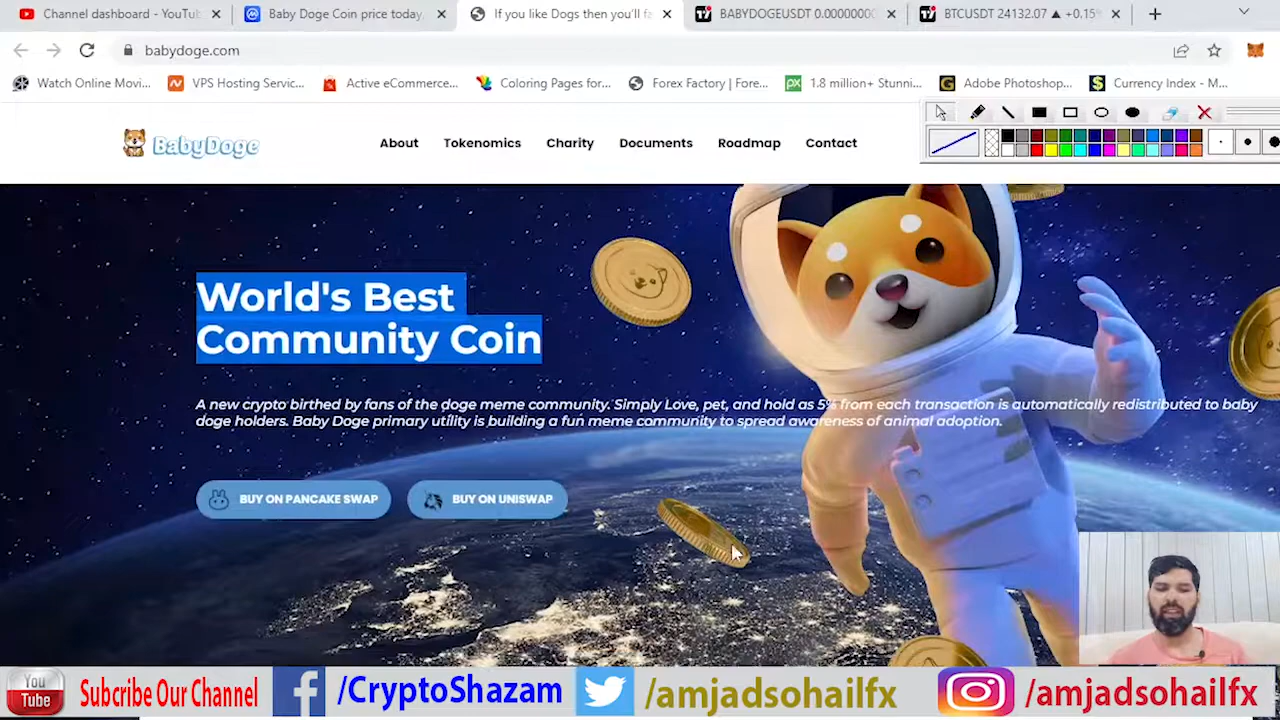 Channel dashboard - YouTu
Baby Doge Coin price today
If you like Dogs then you'll fa
BABYDOGEUSDT 0.00000000
BTCUSDT 24132.07 ▲ +0.15%
babydoge.com
Watch Online Movi...
VPS Hosting Servic...
Active eCommerce...
Coloring Pages for...
Forex Factory | Fore...
1.8 million+ Stunni...
Adobe Photoshop...
Currency Index - M...
BabyDoge
About
Tokenomics
Charity
Documents
Roadmap
Contact
World's Best
Community Coin
A new crypto birthed by fans of the doge meme community. Simply Love, pet, and hold as 5% from each transaction is automatically redistributed to baby
doge holders. Baby Doge primary utility is building a fun meme community to spread awareness of animal adoption.
BUY ON PANCAKE SWAP
BUY ON UNISWAP
You
Tube
Subcribe Our Channel
/CryptoShazam
/amjadsohailfx
/amjadsohailfx